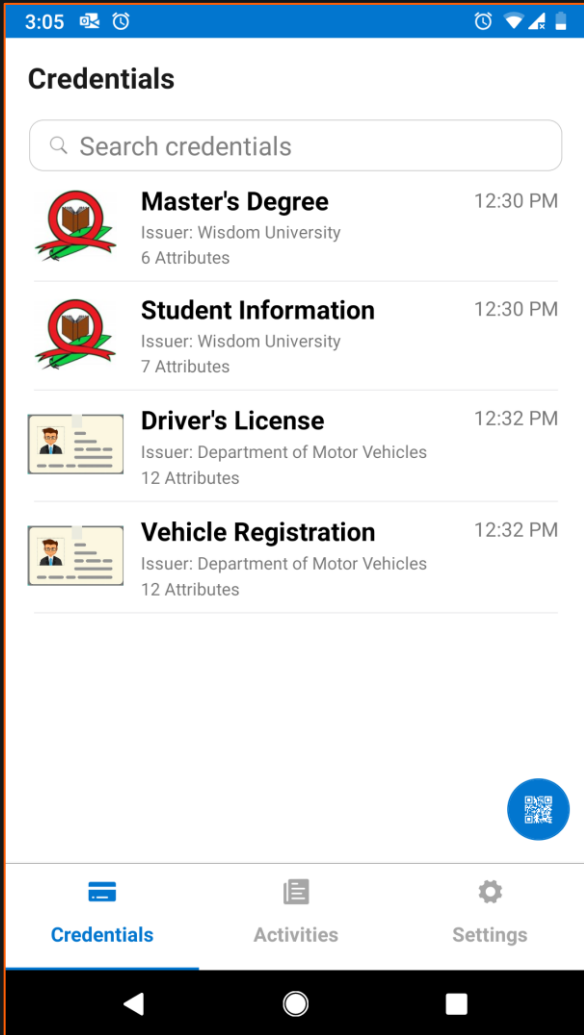 3:05
Credentials
Search credentials
Master's Degree
12:30 PM
Issuer: Wisdom University
6 Attributes
Student Information
12:30 PM
Issuer: Wisdom University
7 Attributes
Driver's License
12:32 PM
Issuer: Department of Motor Vehicles
12 Attributes
Vehicle Registration
12:32 PM
Issuer: Department of Motor Vehicles
12 Attributes
Credentials
Activities
Settings